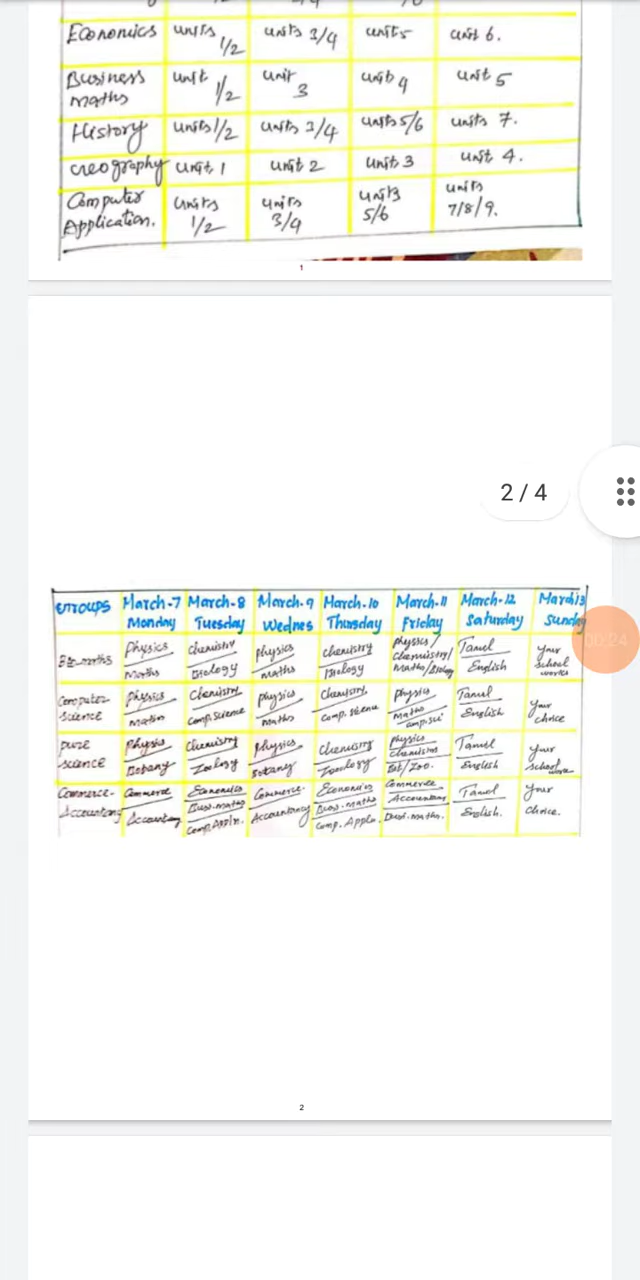 Economics units 1/2 units 3/4 units unit 6.
Business maths unit 1/2 unit 3 unit 4 unit 5
History units 1/2 units 3/4 units 5/6 units 7.
Geography unit 1 unit 2 unit 3 unit 4.
Computer Application. units 1/2 units 3/4 units 5/6 units 7/8/9.
1
2 / 4
Groups March-7 March-8 March-9 March-10 March-11 March-12 March 13
Monday Tuesday Wednes Thursday Friday Saturday Sunday
00:24
Bio-maths Physics Maths Chemistry Biology Physics Maths Chemistry Biology Physics/ Chemistry/ Maths/Biology Tamil English Your school works
Computer science Physics Maths Chemistry Comp.science Physics Maths Chemistry Comp. science Physics Maths Comp.sci Tamil English Your choice
Pure science Physics Botany Chemistry Zoology Physics Botany Chemistry Zoology Physics Chemistry Bot/Zoo. Tamil English Your school work
Commerce-Accountancy Commerce Accountancy Economics Busi.maths Comp.Appln. Commerce. Accountancy Economics Busi.maths Comp. Appln. Commerce Accountancy Busi.maths. Tamil English. Your choice.
2